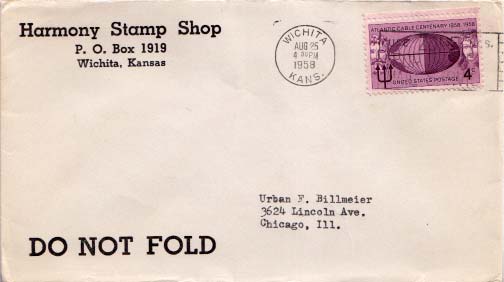 Harmony Stamp Shop
P. O. Box 1919
Wichita, Kansas
WICHITA
AUG 25
PM
1958
KANS.
ATLANTIC CABLE CENTENARY 1858 1958
4¢
UNITED STATES POSTAGE
Urban F. Billmeier
3624 Lincoln Ave.
Chicago, Ill.
DO NOT FOLD